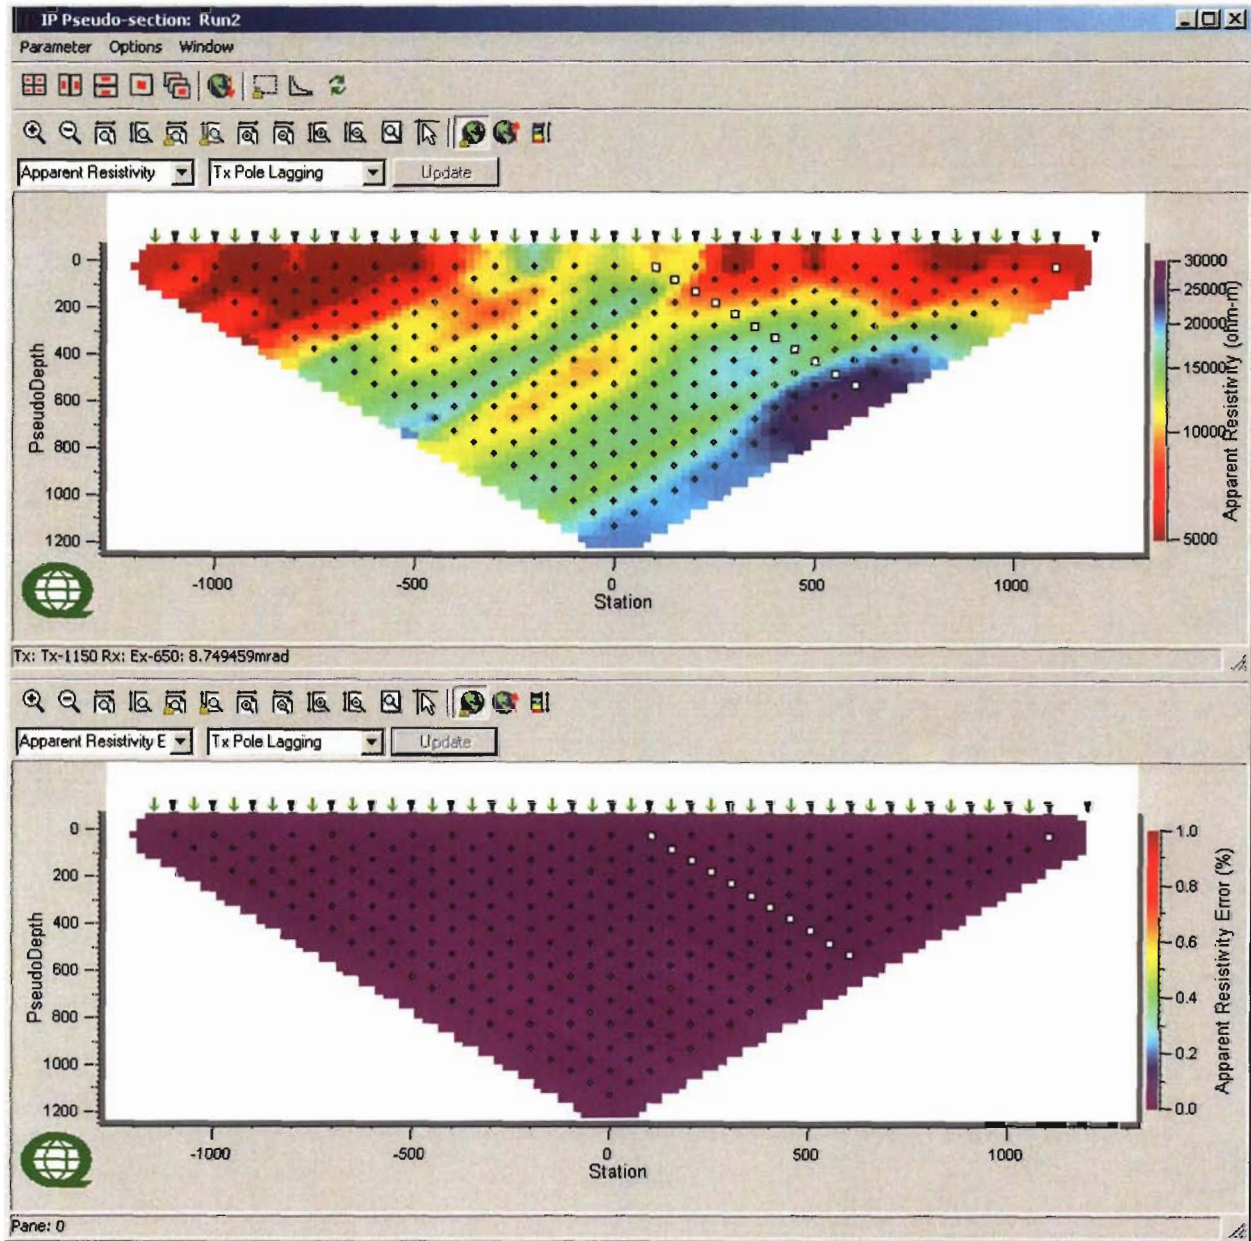 IP Pseudo-section: Run2
Parameter Options Window
Apparent Resistivity Tx Pole Lagging Update
PseudoDepth
0
200
400
600
800
1000
1200
-1000 -500 0 500 1000
Station
30000
25000
20000
15000
10000
5000
Apparent Resistivity (ohm-m)
Tx: Tx-1150 Rx: Ex-650: 8.749459mrad
Apparent Resistivity E Tx Pole Lagging Update
PseudoDepth
0
200
400
600
800
1000
1200
-1000 -500 0 500 1000
Station
1.0
0.8
0.6
0.4
0.2
0.0
Apparent Resistivity Error (%)
Pane: 0